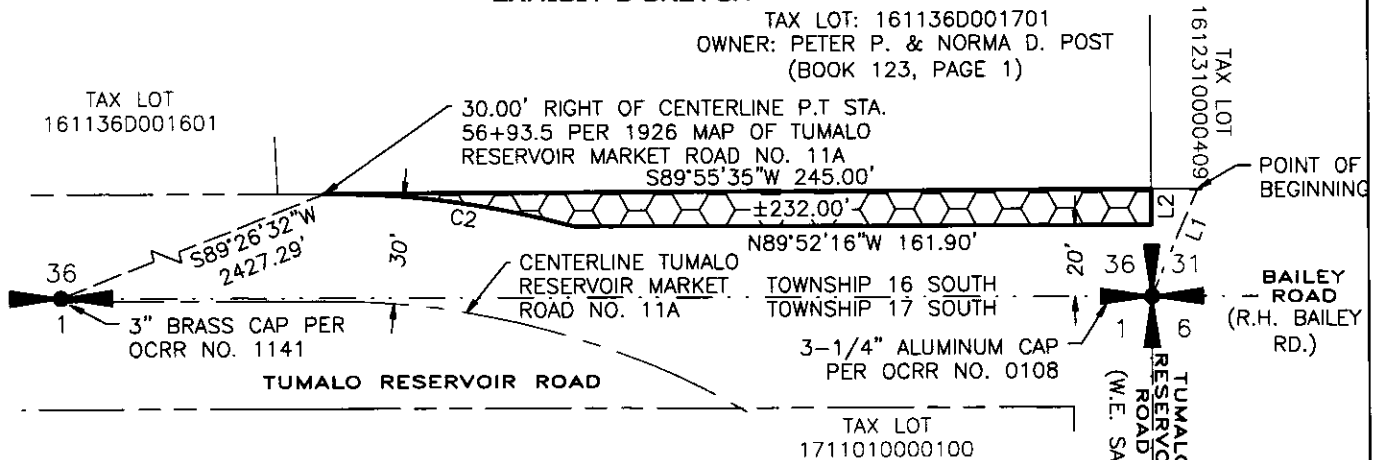 TAX LOT: 161136D001701
OWNER: PETER P. & NORMA D. POST
(BOOK 123, PAGE 1)
TAX LOT
1612310000409
TAX LOT
161136D001601
30.00' RIGHT OF CENTERLINE P.T STA.
56+93.5 PER 1926 MAP OF TUMALO
RESERVOIR MARKET ROAD NO. 11A
S89°55'35"W 245.00'
POINT OF
BEGINNING
±232.00'
C2
L2
L1
N89°52'16"W 161.90'
S89°26'32"W
2427.29'
30'
20'
CENTERLINE TUMALO
RESERVOIR MARKET
ROAD NO. 11A
TOWNSHIP 16 SOUTH
TOWNSHIP 17 SOUTH
36
1
36
31
1
6
BAILEY
ROAD
(R.H. BAILEY
RD.)
3" BRASS CAP PER
OCRR NO. 1141
3-1/4" ALUMINUM CAP
PER OCRR NO. 0108
TUMALO RESERVOIR ROAD
TUMALO
RESERVO
ROAD
(W.E. SA
TAX LOT
1711010000100